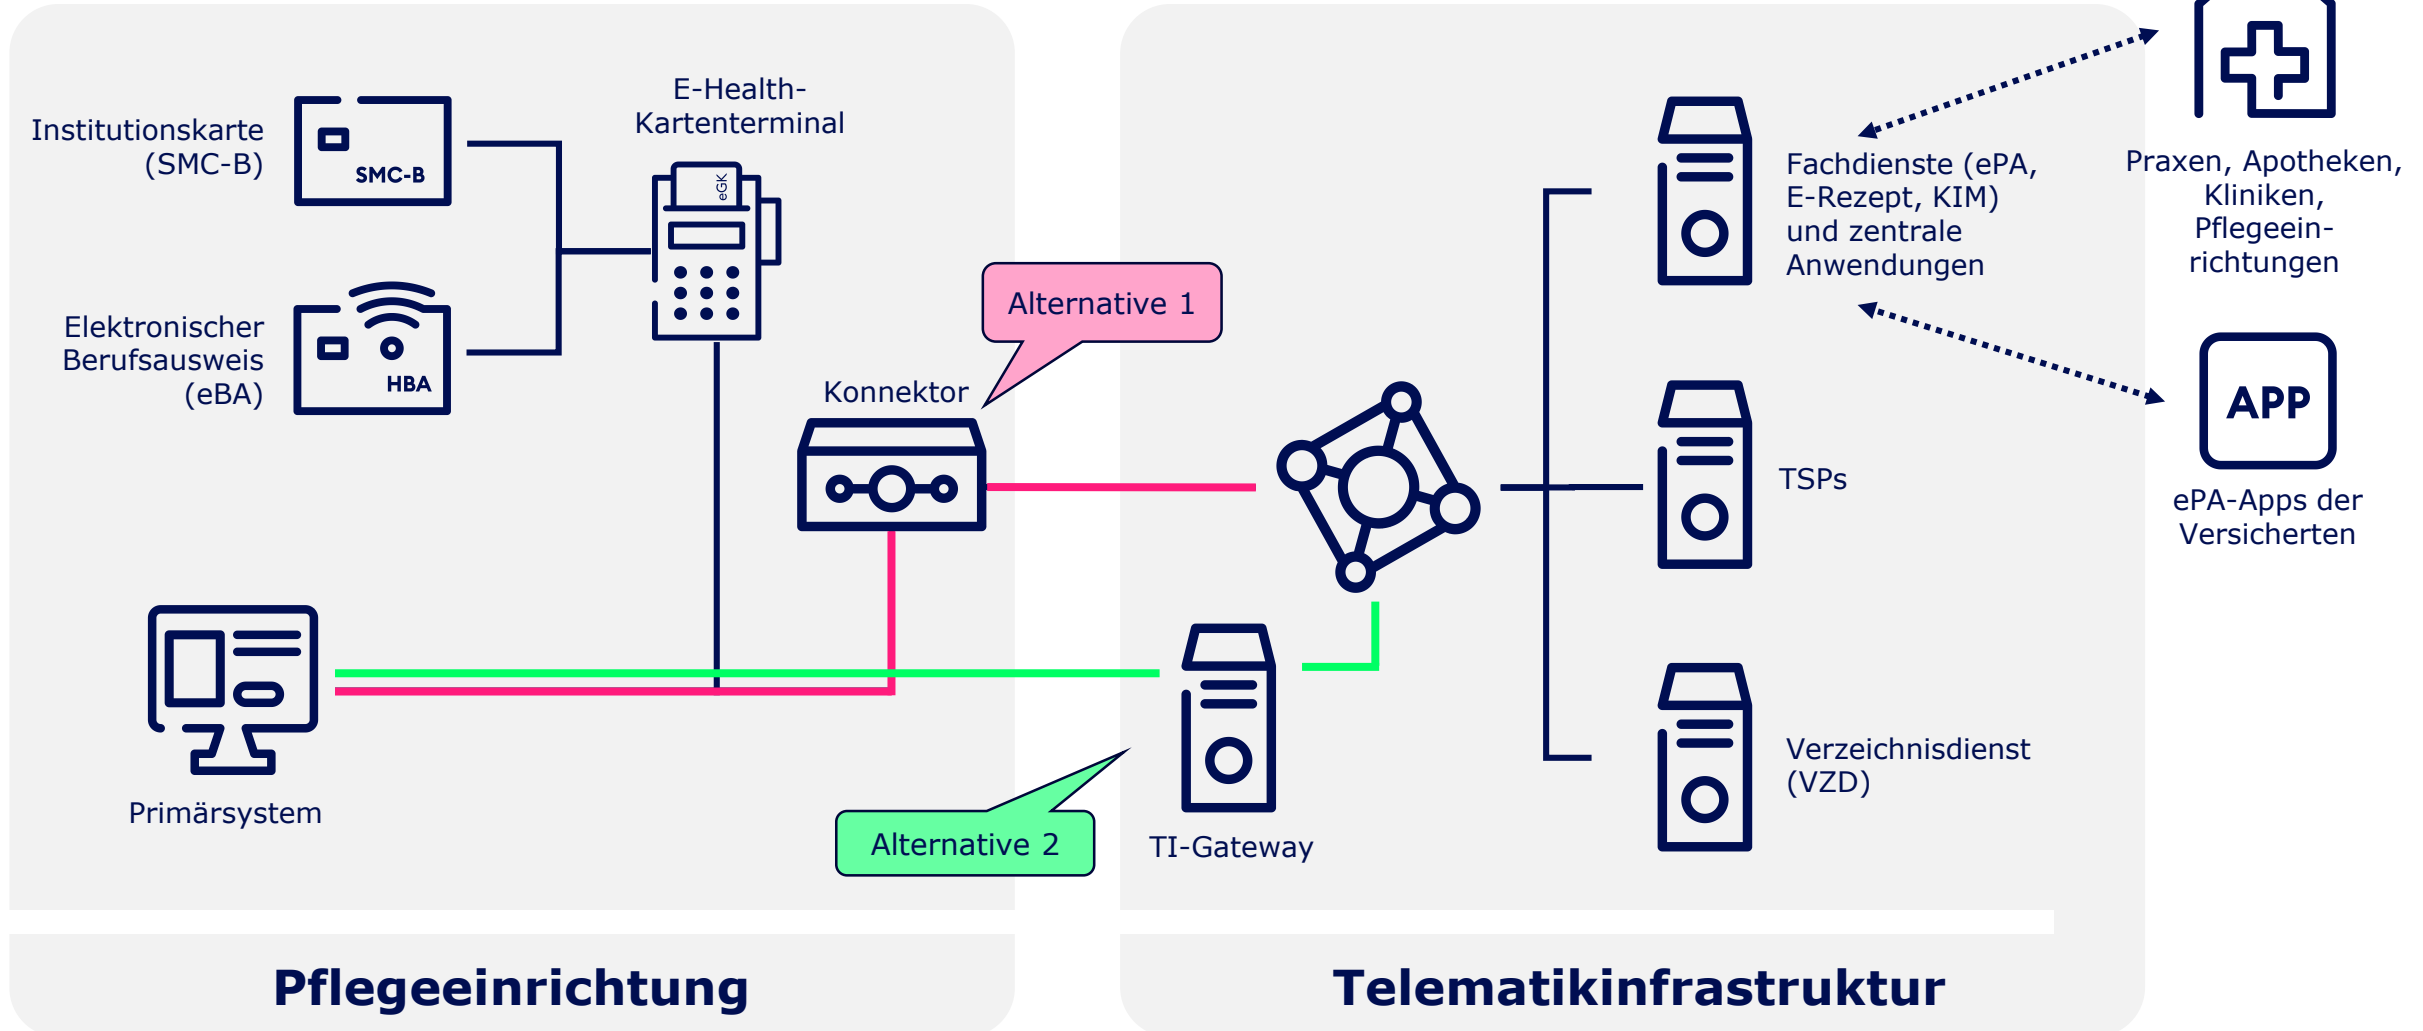 Institutionskarte
(SMC-B)
SMC-B
E-Health-
Kartenterminal
eGK
Elektronischer
Berufsausweis
(eBA)
HBA
Alternative 1
Konnektor
Primärsystem
Alternative 2
TI-Gateway
Fachdienste (ePA,
E-Rezept, KIM)
und zentrale
Anwendungen
TSPs
Verzeichnisdienst
(VZD)
Praxen, Apotheken,
Kliniken,
Pflegeein-
richtungen
APP
ePA-Apps der
Versicherten
Pflegeeinrichtung
Telematikinfrastruktur